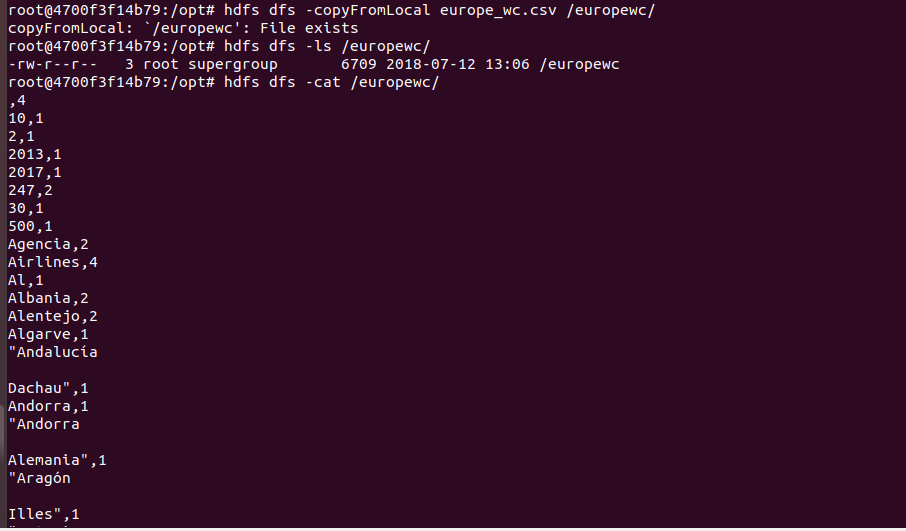 root@4700f3f14b79:/opt# hdfs dfs -copyFromLocal europe_wc.csv /europewc/
copyFromLocal: `/europewc': File exists
root@4700f3f14b79:/opt# hdfs dfs -ls /europewc/
-rw-r--r--   3 root supergroup       6709 2018-07-12 13:06 /europewc
root@4700f3f14b79:/opt# hdfs dfs -cat /europewc/
,4
10,1
2,1
2013,1
2017,1
247,2
30,1
500,1
Agencia,2
Airlines,4
Al,1
Albania,2
Alentejo,2
Algarve,1
"Andalucía
Dachau",1
Andorra,1
"Andorra
Alemania",1
"Aragón
Illes",1